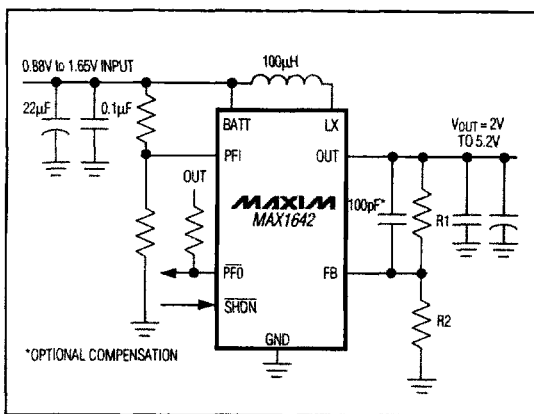 0.88V to 1.65V INPUT
100µH
22µF
0.1µF
BATT
LX
PFI
OUT
VOUT = 2V
TO 5.2V
OUT
MAXIM
MAX1642
100pF*
R1
PFO
FB
SHDN
R2
GND
*OPTIONAL COMPENSATION